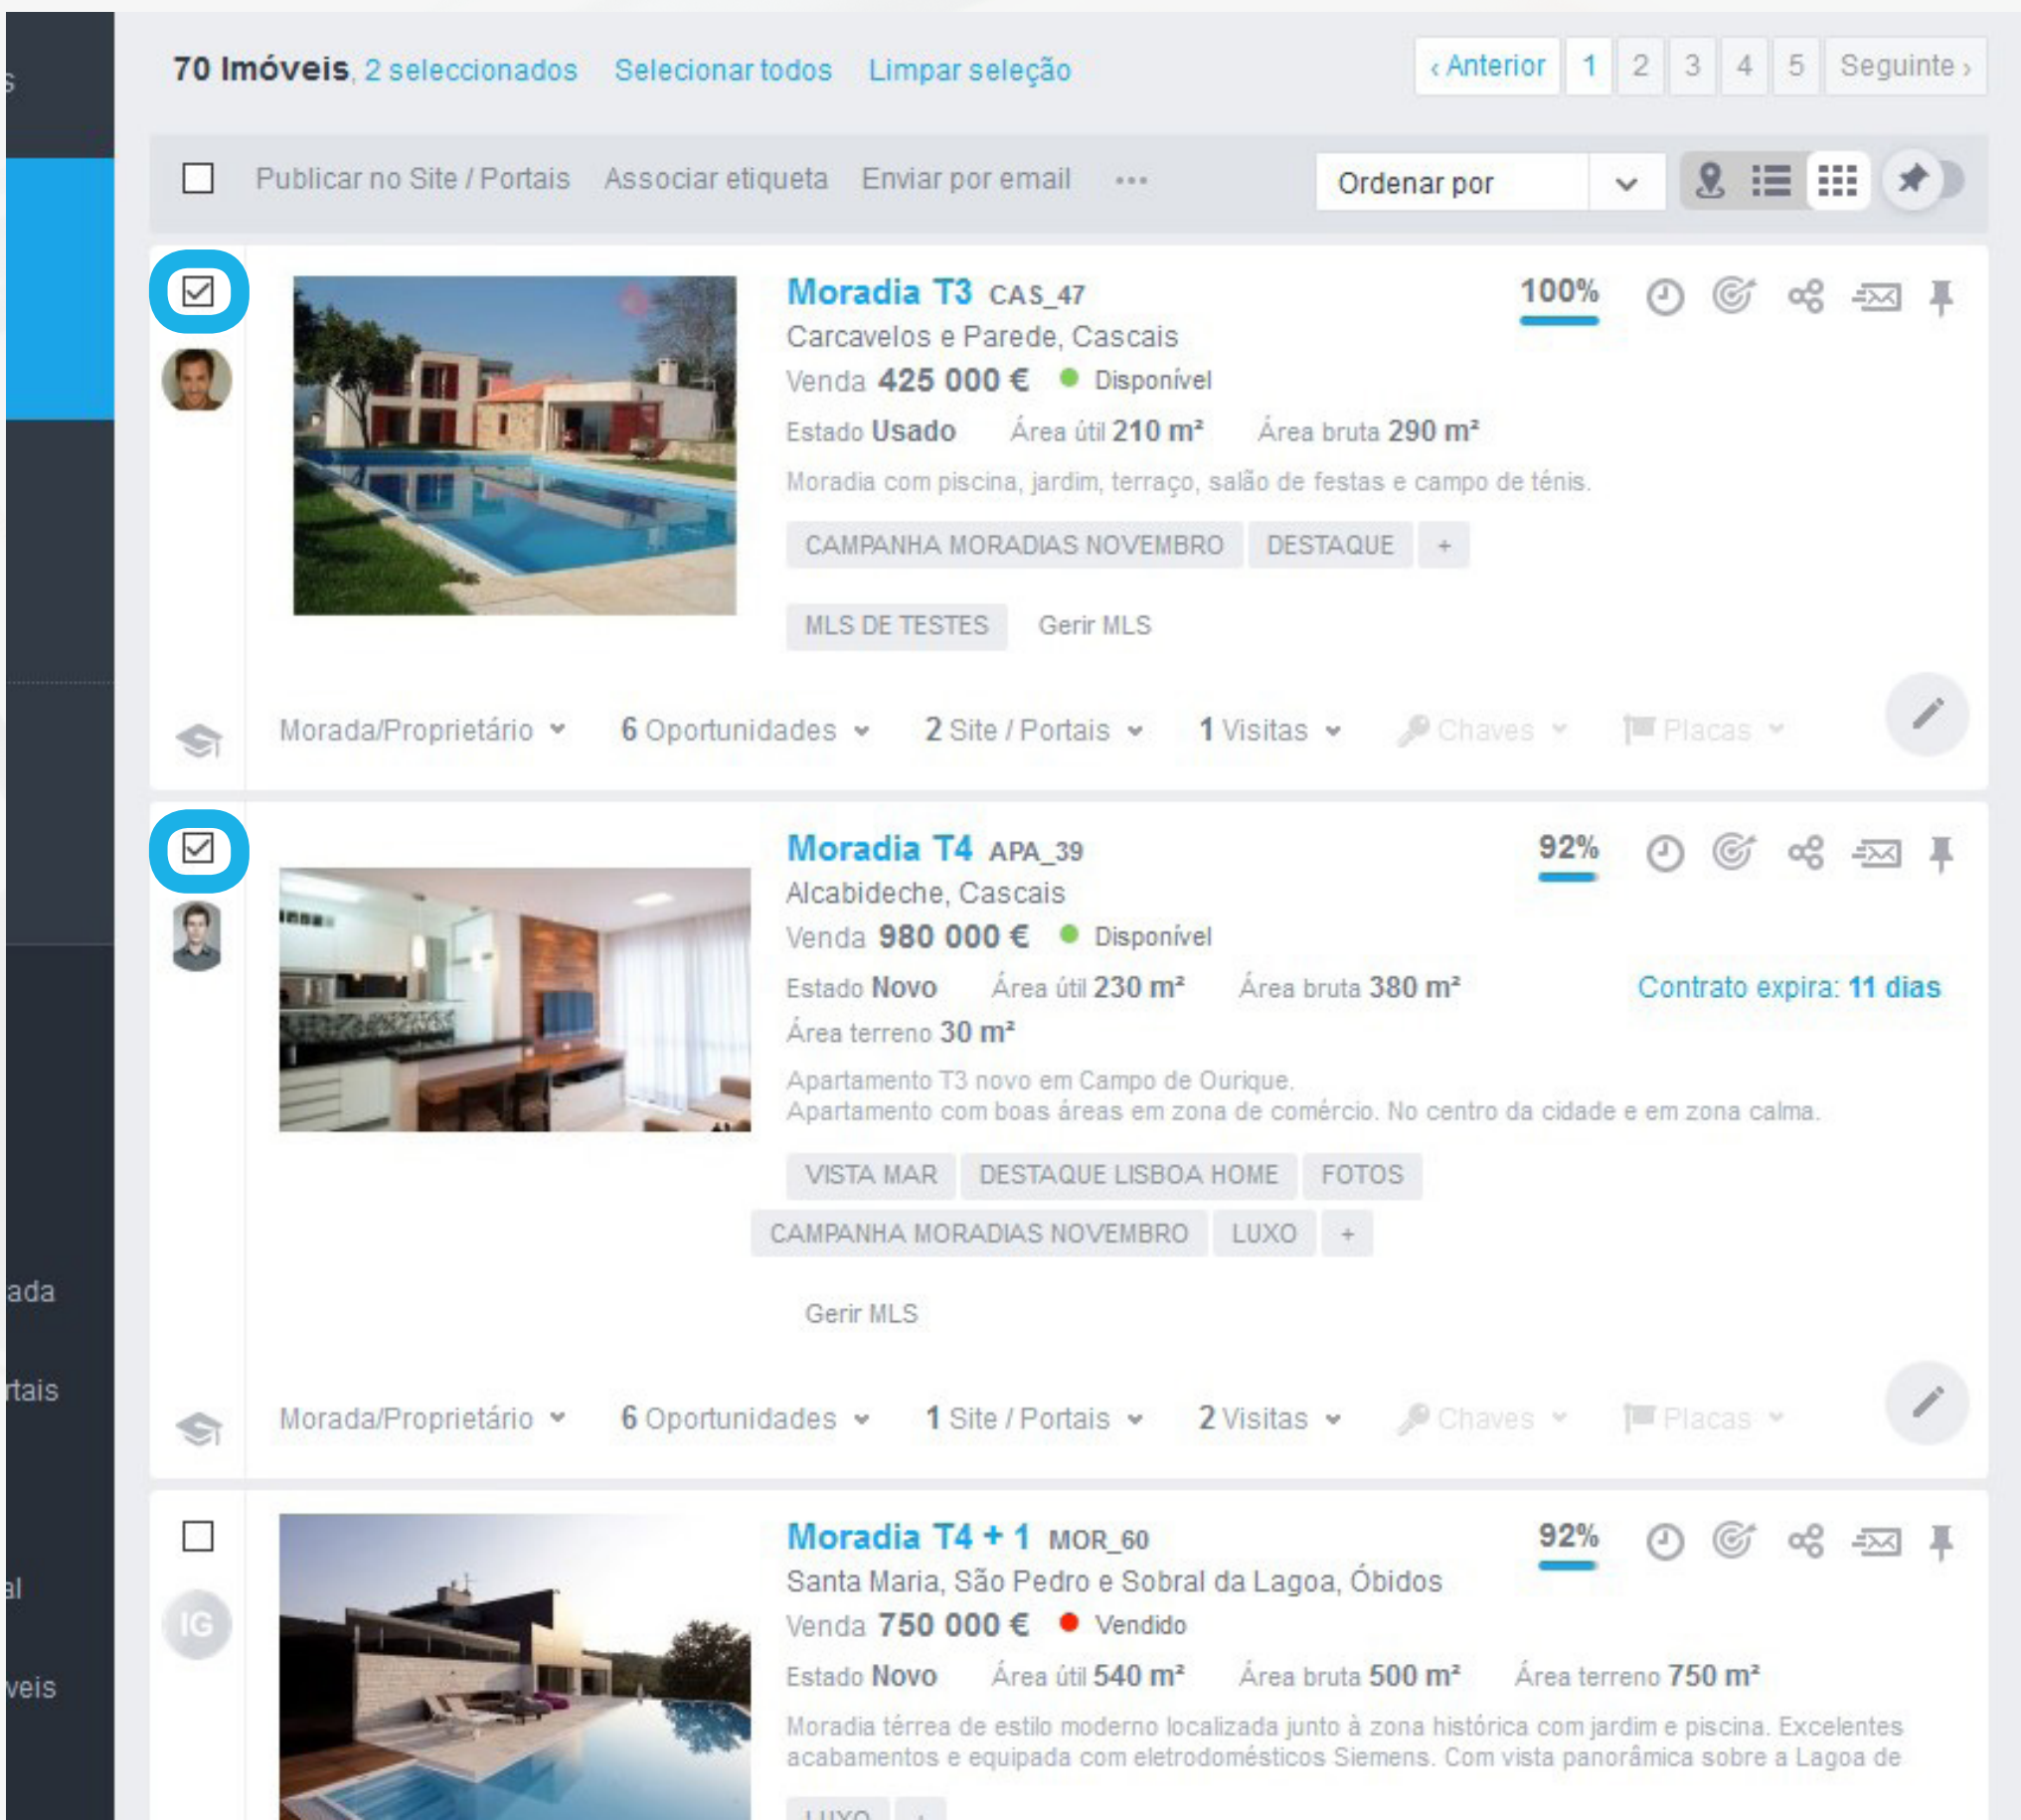 s
70 Imóveis, 2 seleccionados Selecionar todos Limpar seleção
‹ Anterior 1 2 3 4 5 Seguinte ›
Publicar no Site / Portais Associar etiqueta Enviar por email ••• Ordenar por
Moradia T3 CAS_47 100%
Carcavelos e Parede, Cascais
Venda 425 000 € Disponível
Estado Usado Área útil 210 m² Área bruta 290 m²
Moradia com piscina, jardim, terraço, salão de festas e campo de ténis.
CAMPANHA MORADIAS NOVEMBRO DESTAQUE +
MLS DE TESTES Gerir MLS
Morada/Proprietário 6 Oportunidades 2 Site / Portais 1 Visitas Chaves Placas
Moradia T4 APA_39 92%
Alcabideche, Cascais
Venda 980 000 € Disponível
Estado Novo Área útil 230 m² Área bruta 380 m² Contrato expira: 11 dias
Área terreno 30 m²
Apartamento T3 novo em Campo de Ourique.
Apartamento com boas áreas em zona de comércio. No centro da cidade e em zona calma.
VISTA MAR DESTAQUE LISBOA HOME FOTOS
CAMPANHA MORADIAS NOVEMBRO LUXO +
ada
Gerir MLS
rtais
Morada/Proprietário 6 Oportunidades 1 Site / Portais 2 Visitas Chaves Placas
Moradia T4 + 1 MOR_60 92%
Santa Maria, São Pedro e Sobral da Lagoa, Óbidos
al
IG
Venda 750 000 € Vendido
Estado Novo Área útil 540 m² Área bruta 500 m² Área terreno 750 m²
veis
Moradia térrea de estilo moderno localizada junto à zona histórica com jardim e piscina. Excelentes
acabamentos e equipada com eletrodomésticos Siemens. Com vista panorâmica sobre a Lagoa de
LUXO +